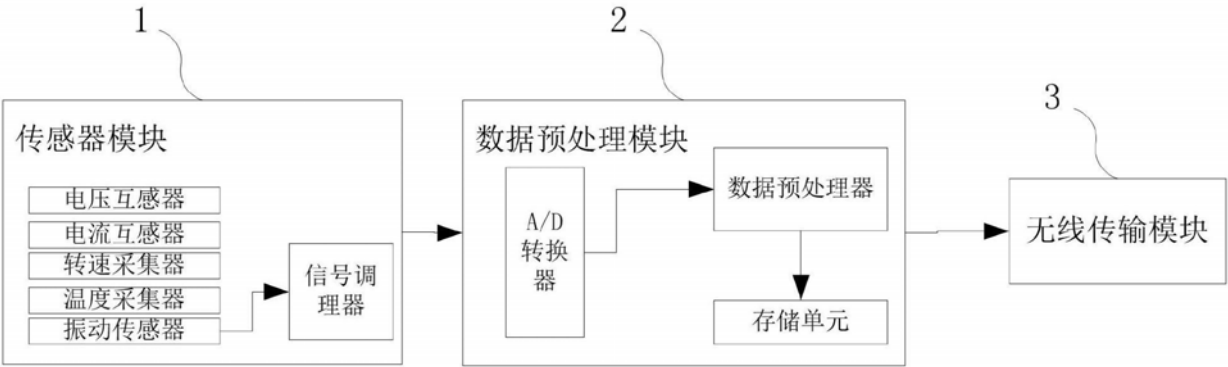 1
传感器模块
电压互感器
电流互感器
转速采集器
温度采集器
振动传感器
信号调
理器
2
数据预处理模块
A/D
转换
器
数据预处理器
存储单元
3
无线传输模块